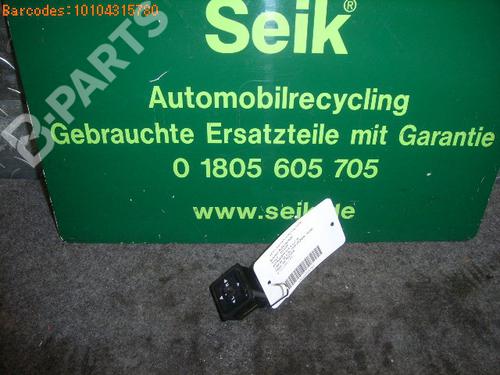 Barcodes:10104315780
B-PARTS
Seik®
Automobilrecycling
Gebrauchte Ersatzteile mit Garantie
0 1805 605 705
www.seik.de